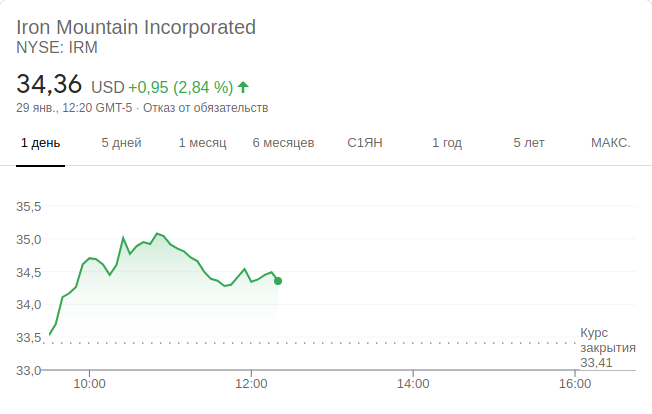 Iron Mountain Incorporated
NYSE: IRM
34,36 USD +0,95 (2,84 %)
29 янв., 12:20 GMT-5 · Отказ от обязательств
1 день 5 дней 1 месяц 6 месяцев С1ЯН 1 год 5 лет МАКС.
35,5
35,0
34,5
34,0
33,5
33,0
Курс
закрытия
33,41
10:00 12:00 14:00 16:00